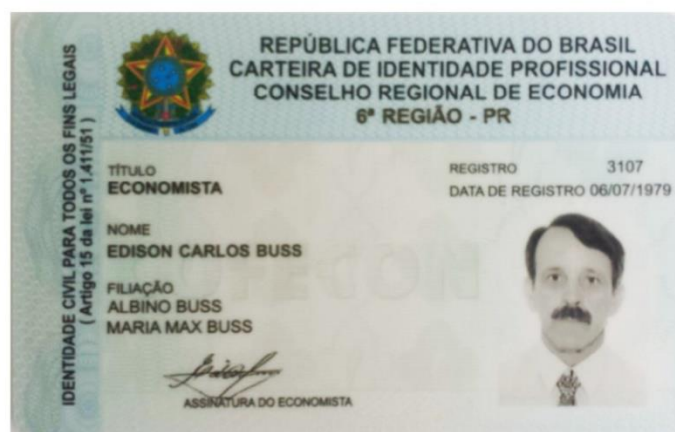 REPÚBLICA FEDERATIVA DO BRASIL
CARTEIRA DE IDENTIDADE PROFISSIONAL
CONSELHO REGIONAL DE ECONOMIA
6ª REGIÃO - PR
IDENTIDADE CIVIL PARA TODOS OS FINS LEGAIS
( Artigo 15 da lei nº 1.411/51 )
TÍTULO
ECONOMISTA
REGISTRO 3107
DATA DE REGISTRO 06/07/1979
NOME
EDISON CARLOS BUSS
FILIAÇÃO
ALBINO BUSS
MARIA MAX BUSS
ASSINATURA DO ECONOMISTA